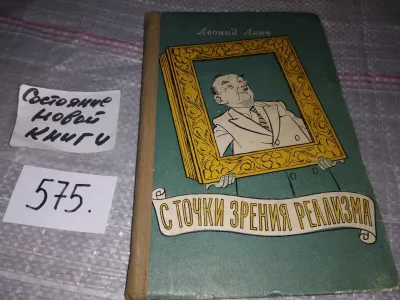 Леонид Ленч
С ТОЧКИ ЗРЕНИЯ РЕАЛИЗМА
Состояние
новой
книги
575.